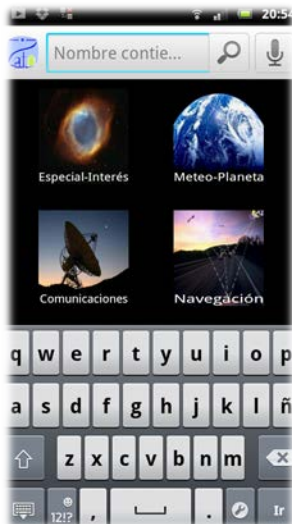 20:54
Nombre contie...
Especial-Interés Meteo-Planeta
Comunicaciones Navegación
q w e r t y u i o p
a s d f g h j k l ñ
z x c v b n m
12!? , . Ir